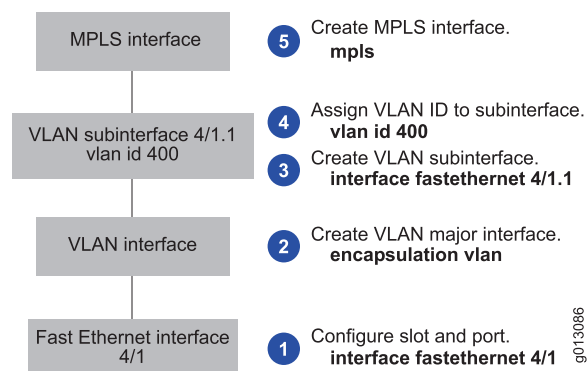 MPLS interface
5 Create MPLS interface.
mpls
VLAN subinterface 4/1.1
vlan id 400
4 Assign VLAN ID to subinterface.
vlan id 400
3 Create VLAN subinterface.
interface fastethernet 4/1.1
VLAN interface
2 Create VLAN major interface.
encapsulation vlan
Fast Ethernet interface
4/1
1 Configure slot and port.
interface fastethernet 4/1
g013086